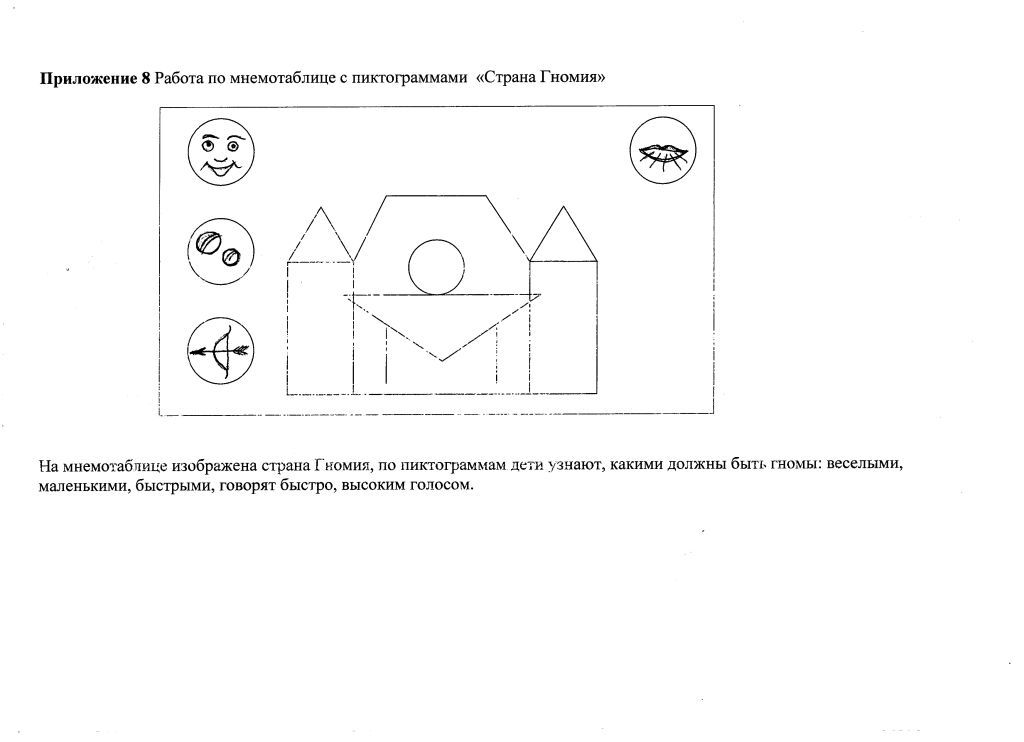 Приложение 8 Работа по мнемотаблице с пиктограммами «Страна Гномия»
На мнемотаблице изображена страна Гномия, по пиктограммам дети узнают, какими должны быть гномы: веселыми,
маленькими, быстрыми, говорят быстро, высоким голосом.